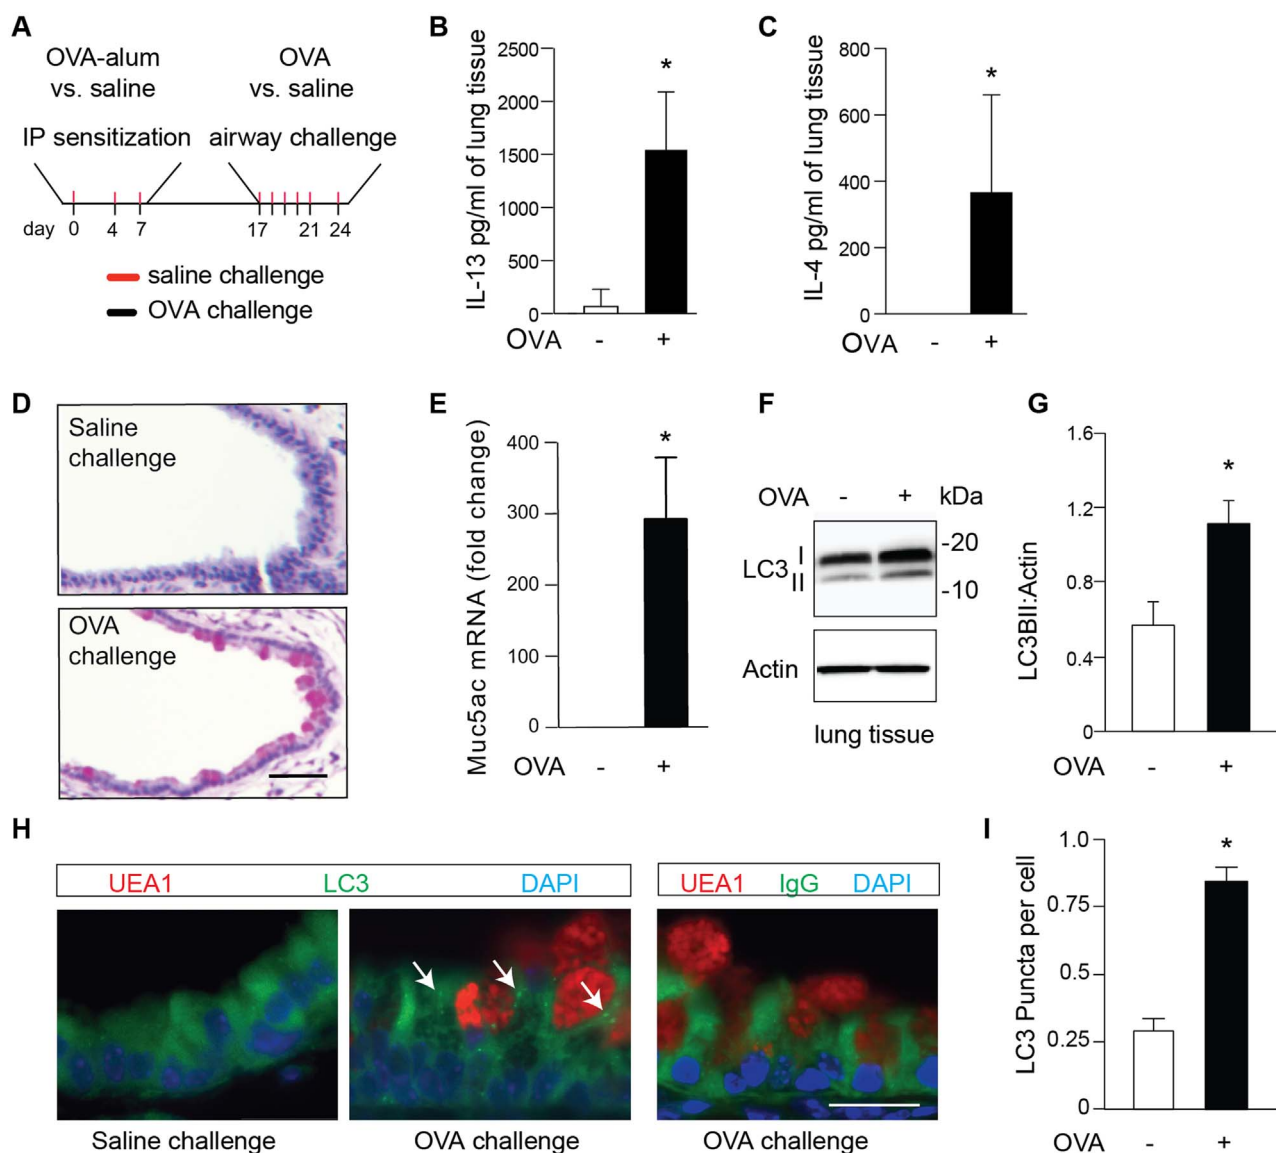 A
OVA-alum
vs. saline
OVA
vs. saline
IP sensitization
airway challenge
day 0 4 7 17 21 24
saline challenge
OVA challenge
B
IL-13 pg/ml of lung tissue
2500
2000
1500
1000
500
0
*
OVA - +
C
IL-4 pg/ml of lung tissue
800
600
400
200
0
*
OVA - +
D
Saline
challenge
OVA
challenge
E
Muc5ac mRNA (fold change)
400
300
200
100
0
*
OVA - +
F
OVA - + kDa
LC3 I
II
-20
-10
Actin
lung tissue
G
LC3BII:Actin
1.6
1.2
0.8
0.4
0
*
OVA - +
H
UEA1 LC3 DAPI
UEA1 IgG DAPI
Saline challenge
OVA challenge
OVA challenge
I
LC3 Puncta per cell
1.0
0.75
0.5
0.25
0
*
OVA - +